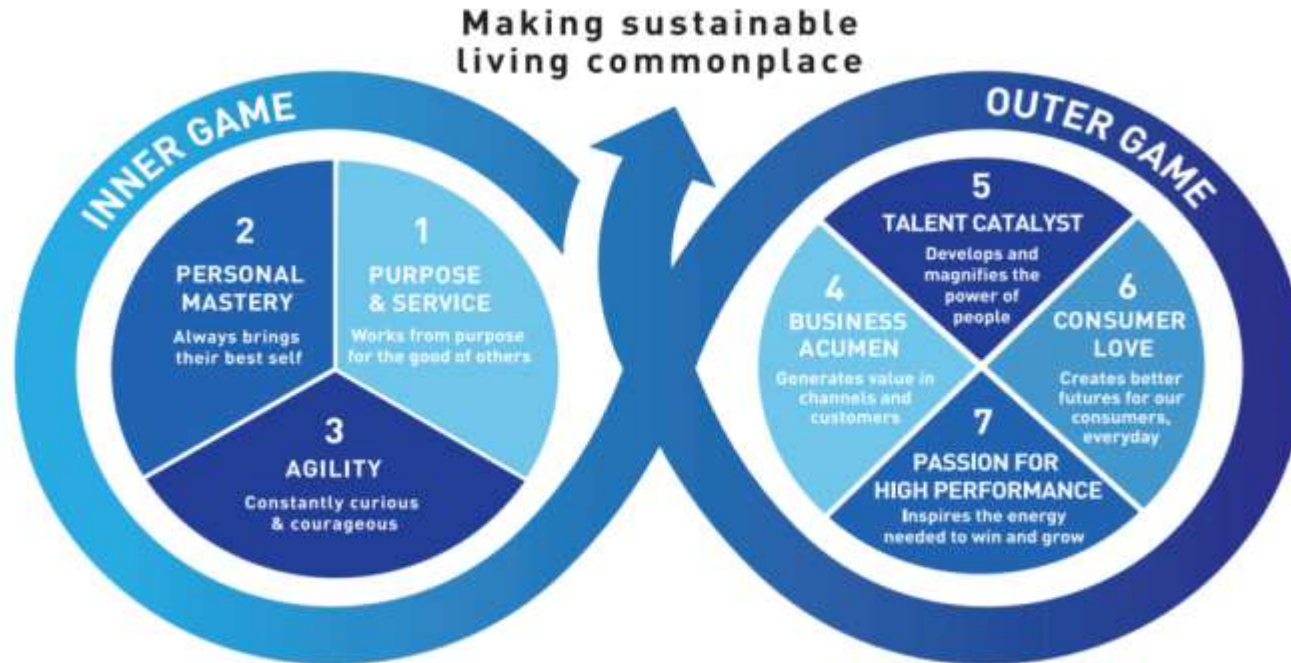 Making sustainable
living commonplace
INNER GAME
1
PURPOSE
& SERVICE
Works from purpose
for the good of others
2
PERSONAL
MASTERY
Always brings
their best self
3
AGILITY
Constantly curious
& courageous
OUTER GAME
4
BUSINESS
ACUMEN
Generates value in
channels and
customers
5
TALENT CATALYST
Develops and
magnifies the
power of
people
6
CONSUMER
LOVE
Creates better
futures for our
consumers,
everyday
7
PASSION FOR
HIGH PERFORMANCE
Inspires the energy
needed to win and grow